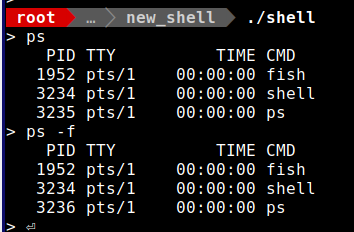 >
root … new_shell ./shell
> ps
    PID TTY          TIME CMD
   1952 pts/1    00:00:00 fish
   3234 pts/1    00:00:00 shell
   3235 pts/1    00:00:00 ps
> ps -f
    PID TTY          TIME CMD
   1952 pts/1    00:00:00 fish
   3234 pts/1    00:00:00 shell
   3236 pts/1    00:00:00 ps
> ⏎